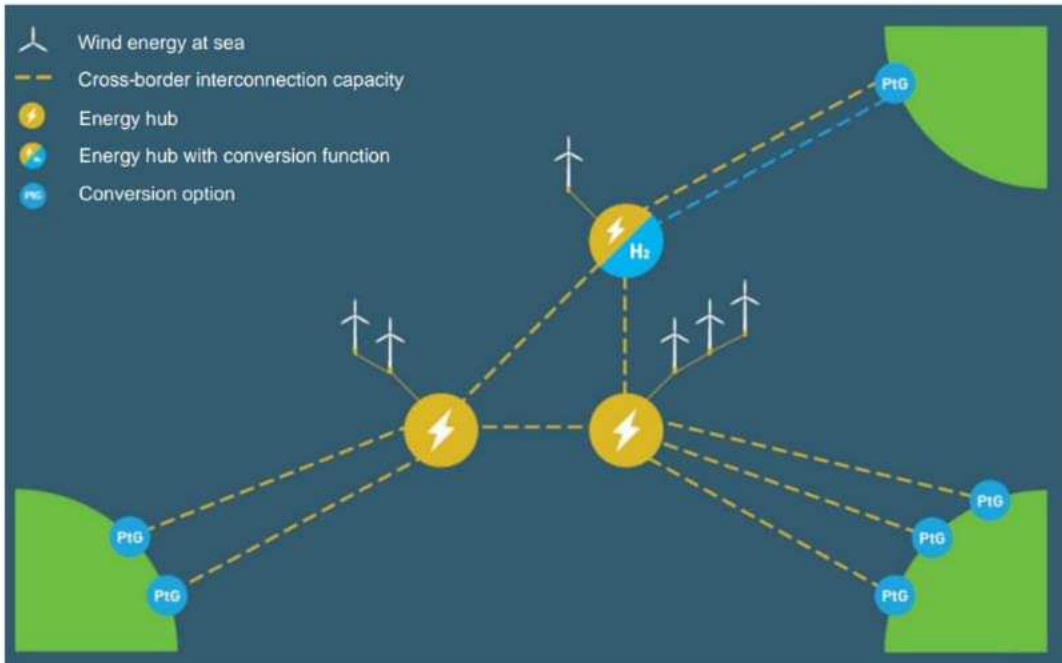 Wind energy at sea
Cross-border interconnection capacity
Energy hub
Energy hub with conversion function
PtG
Conversion option
PtG
H₂
PtG
PtG
PtG
PtG
PtG